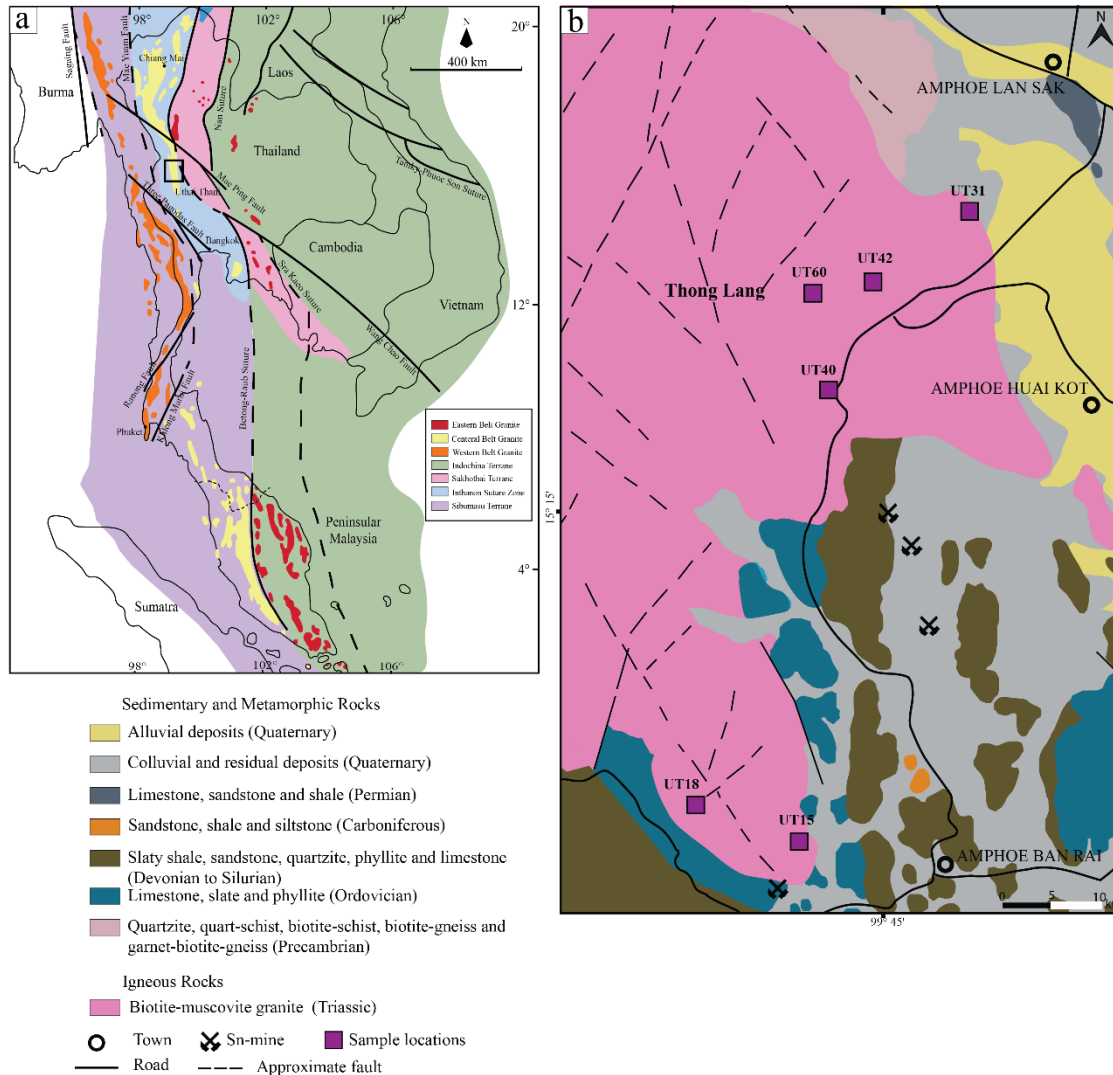 a
98°
102°
106°
20°
N
400 km
Sagaing Fault
Mae Yuam Fault
Chiang Mai
Burma
Nan Suture
Laos
Thailand
Tamky-Phuoc Son Suture
Uthai Thani
Mae Ping Fault
Three Pagodas Fault
Bangkok
Cambodia
Sra Kaeo Suture
Vietnam
12°
Wang Chao Fault
Ranong Fault
Betong-Raub Suture
Phuket
Eastern Belt Granite
Centeral Belt Granite
Western Belt Granite
Indochina Terrane
Sukhothai Terrane
Inthanon Suture Zone
Sibumasu Terrane
Peninsular
Malaysia
4°
Sumatra
98°
102°
106°
b
N
AMPHOE LAN SAK
UT31
UT42
UT60
Thong Lang
UT40
AMPHOE HUAI KOT
15° 15'
UT18
UT15
AMPHOE BAN RAI
0 5 10
99°45'
Sedimentary and Metamorphic Rocks
Alluvial deposits (Quaternary)
Colluvial and residual deposits (Quaternary)
Limestone, sandstone and shale (Permian)
Sandstone, shale and siltstone (Carboniferous)
Slaty shale, sandstone, quartzite, phyllite and limestone
(Devonian to Silurian)
Limestone, slate and phyllite (Ordovician)
Quartzite, quart-schist, biotite-schist, biotite-gneiss and
garnet-biotite-gneiss (Precambrian)
Igneous Rocks
Biotite-muscovite granite (Triassic)
Town
Sn-mine
Sample locations
Road
Approximate fault